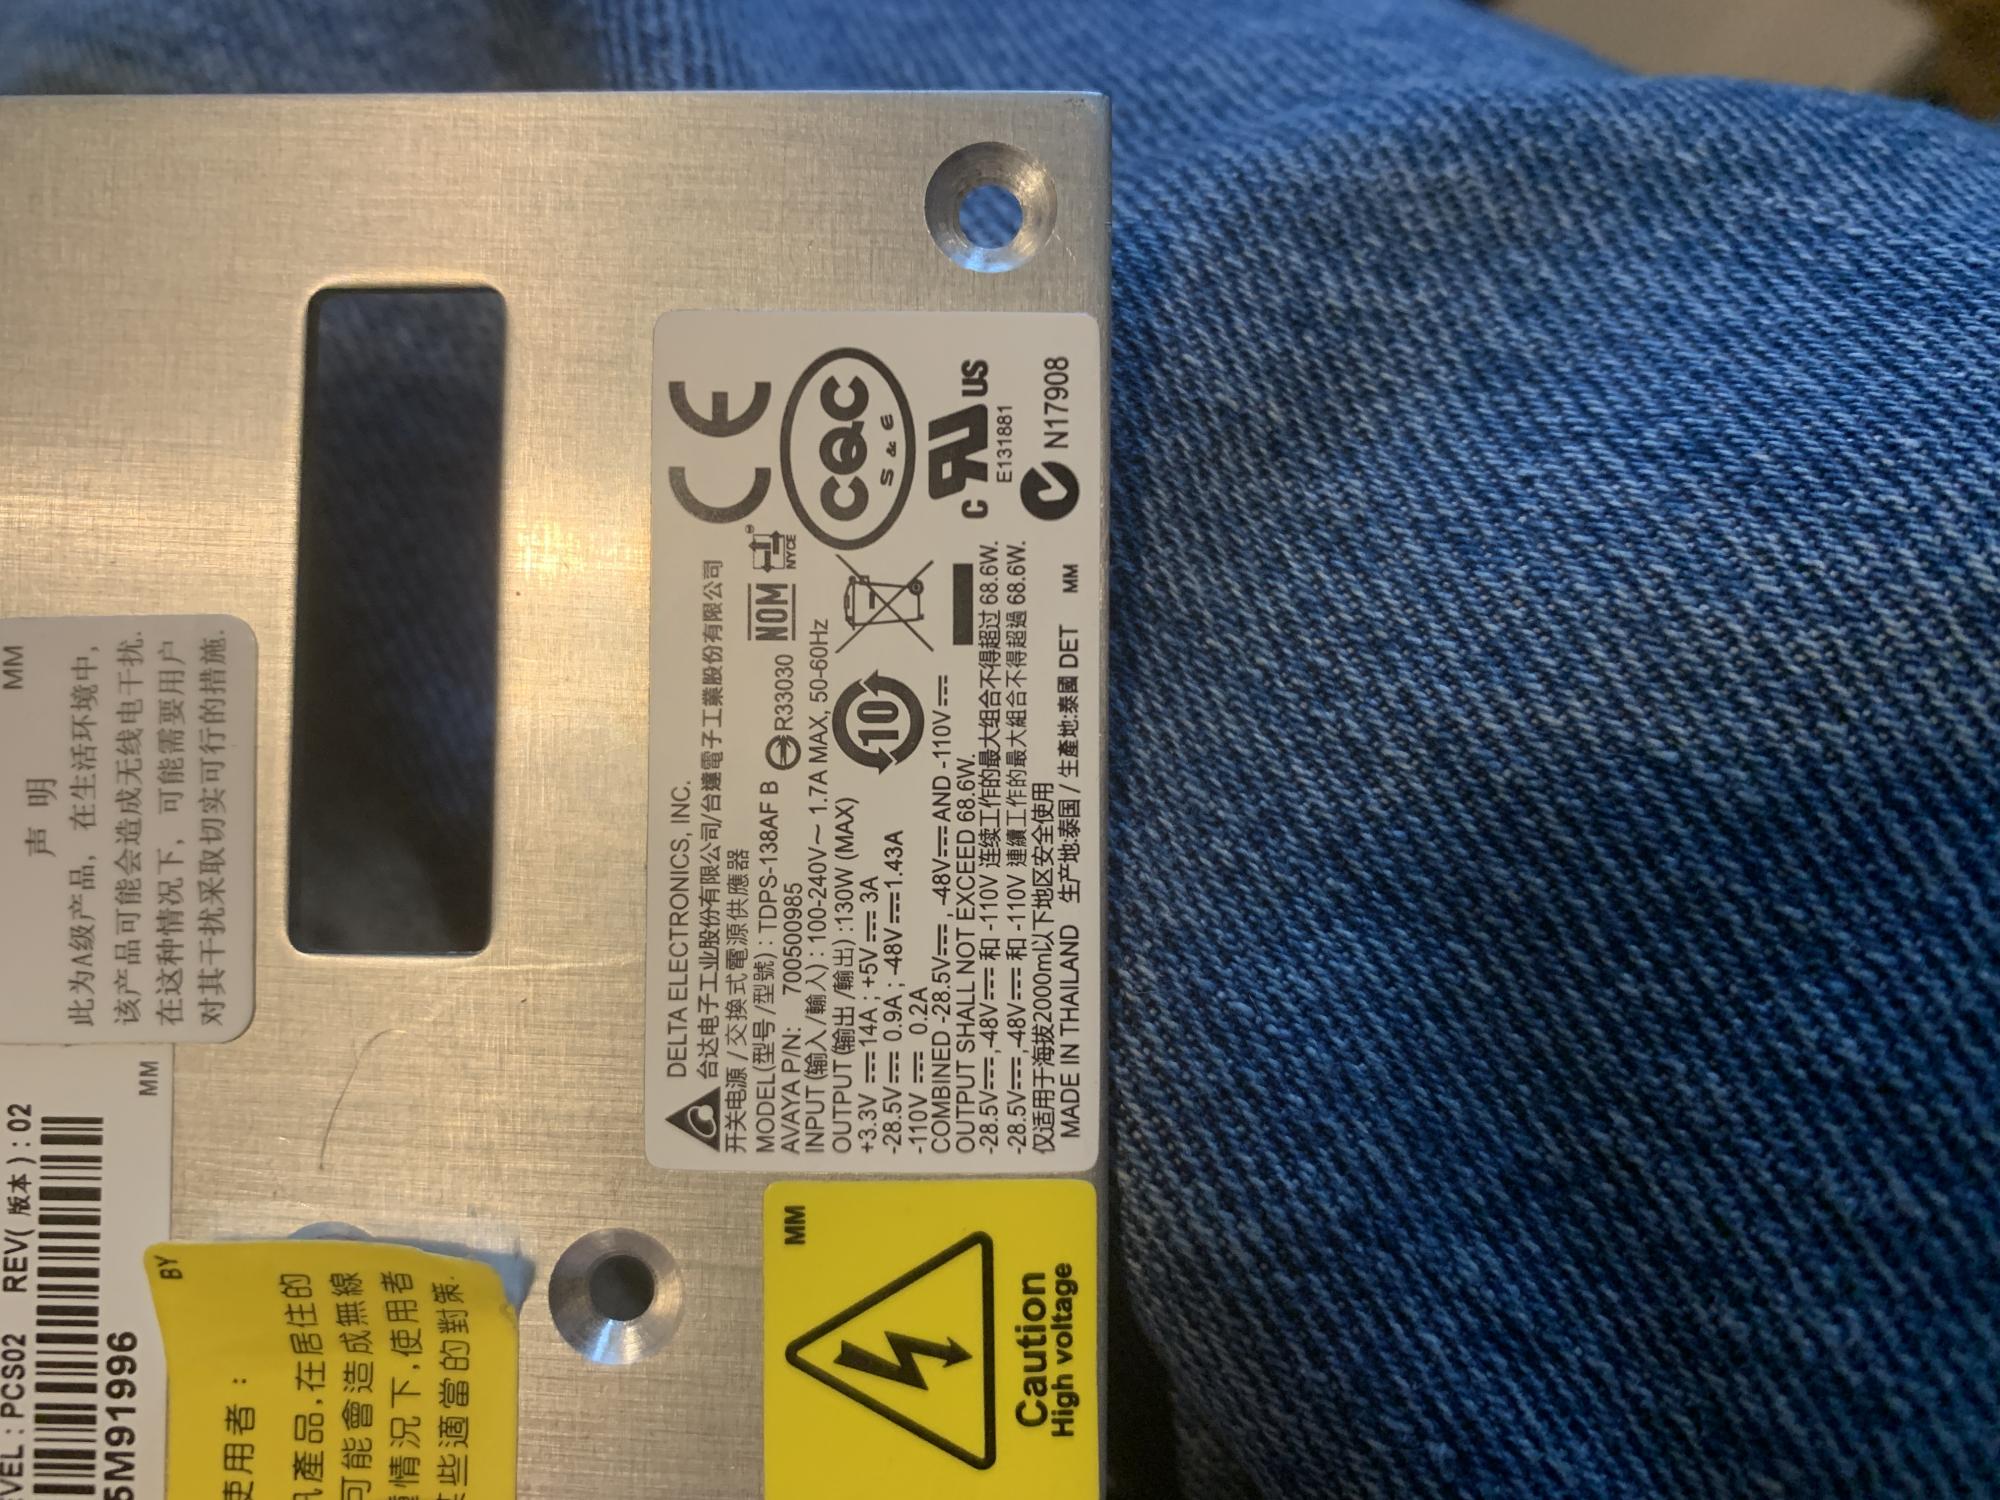 MM
声 明
此为A级产品, 在生活环境中,
该产品可能会造成无线电干扰.
在这种情况下, 可能需要用户
对其干扰采取切实可行的措施.
VEL : PCS02 REV( 版本 ) : 02
5M91996
MM
BY
使用者 :
产品,在居住的
可能會造成無線
情況下,使用者
些適當的對策.
DELTA ELECTRONICS, INC.
台达电子工业股份有限公司/台達電子工業股份有限公司
开关电源 / 交換式電源供應器
MODEL(型号/型號) : TDPS-138AF B R33030 NOM NYCE
AVAYA P/N: 700500985
INPUT (输入 /輸入) : 100-240V~ 1.7A MAX, 50-60Hz
OUTPUT (输出 /輸出) :130W (MAX)
+3.3V ⎓ 14A ; +5V ⎓ 3A
-28.5V ⎓ 0.9A ; -48V ⎓ 1.43A
-110V ⎓ 0.2A
COMBINED -28.5V⎓, -48V⎓ AND -110V⎓
OUTPUT SHALL NOT EXCEED 68.6W.
-28.5V⎓,-48V⎓ 和 -110V 连续工作的最大组合不得超过 68.6W.
-28.5V⎓,-48V⎓ 和 -110V 連續工作的最大組合不得超過 68.6W.
仅适用于海拔2000m以下地区安全使用
MADE IN THAILAND 生产地:泰国 / 生產地:泰國 DET MM
10
CE
CQC
S & E
c RU US
E131881
N17908
MM
Caution
High voltage